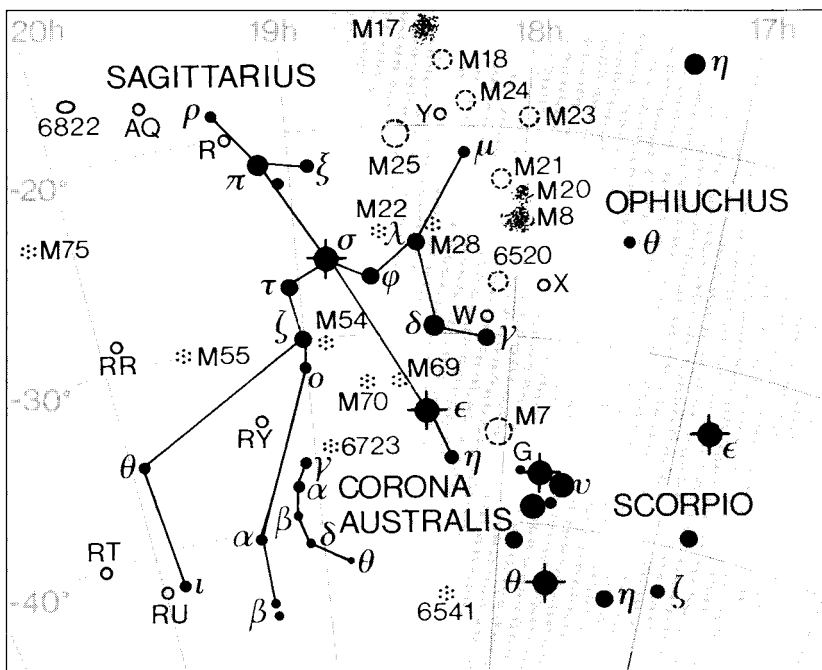 20h
19h
M17
18h
17h
M18
η
SAGITTARIUS
M24
6822
AQ
ρ
Y
M23
R
M25
μ
ξ
π
M21
-20°
M20
OPHIUCHUS
M22
M8
σ
λ
M28
6520
θ
M75
φ
X
τ
δ
W
γ
ζ
M54
RR
M55
ο
M69
-30°
M70
ε
M7
RY
6723
G
ε
θ
γ
η
α
CORONA
υ
SCORPIO
β
AUSTRALIS
α
δ
RT
θ
θ
ι
RU
-40°
β
6541
η
ζ